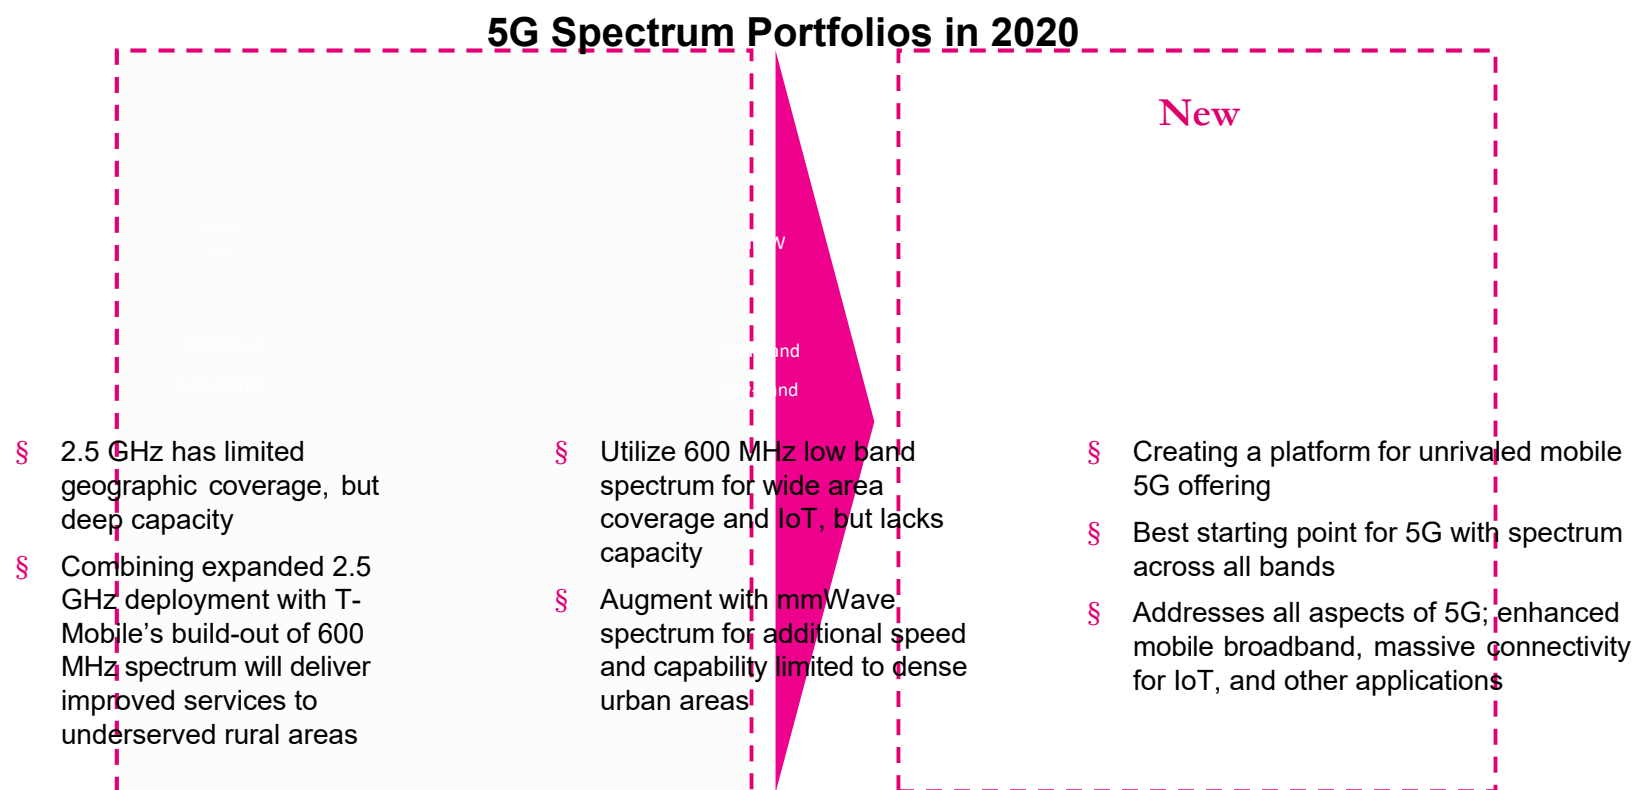 5G Spectrum Portfolios in 2020
New
§ 2.5 GHz has limited
geographic coverage, but
deep capacity
§ Combining expanded 2.5
GHz deployment with T-
Mobile’s build-out of 600
MHz spectrum will deliver
improved services to
underserved rural areas
§ Utilize 600 MHz low band
spectrum for wide area
coverage and IoT, but lacks
capacity
§ Augment with mmWave
spectrum for additional speed
and capability limited to dense
urban areas
§ Creating a platform for unrivaled mobile
5G offering
§ Best starting point for 5G with spectrum
across all bands
§ Addresses all aspects of 5G; enhanced
mobile broadband, massive connectivity
for IoT, and other applications